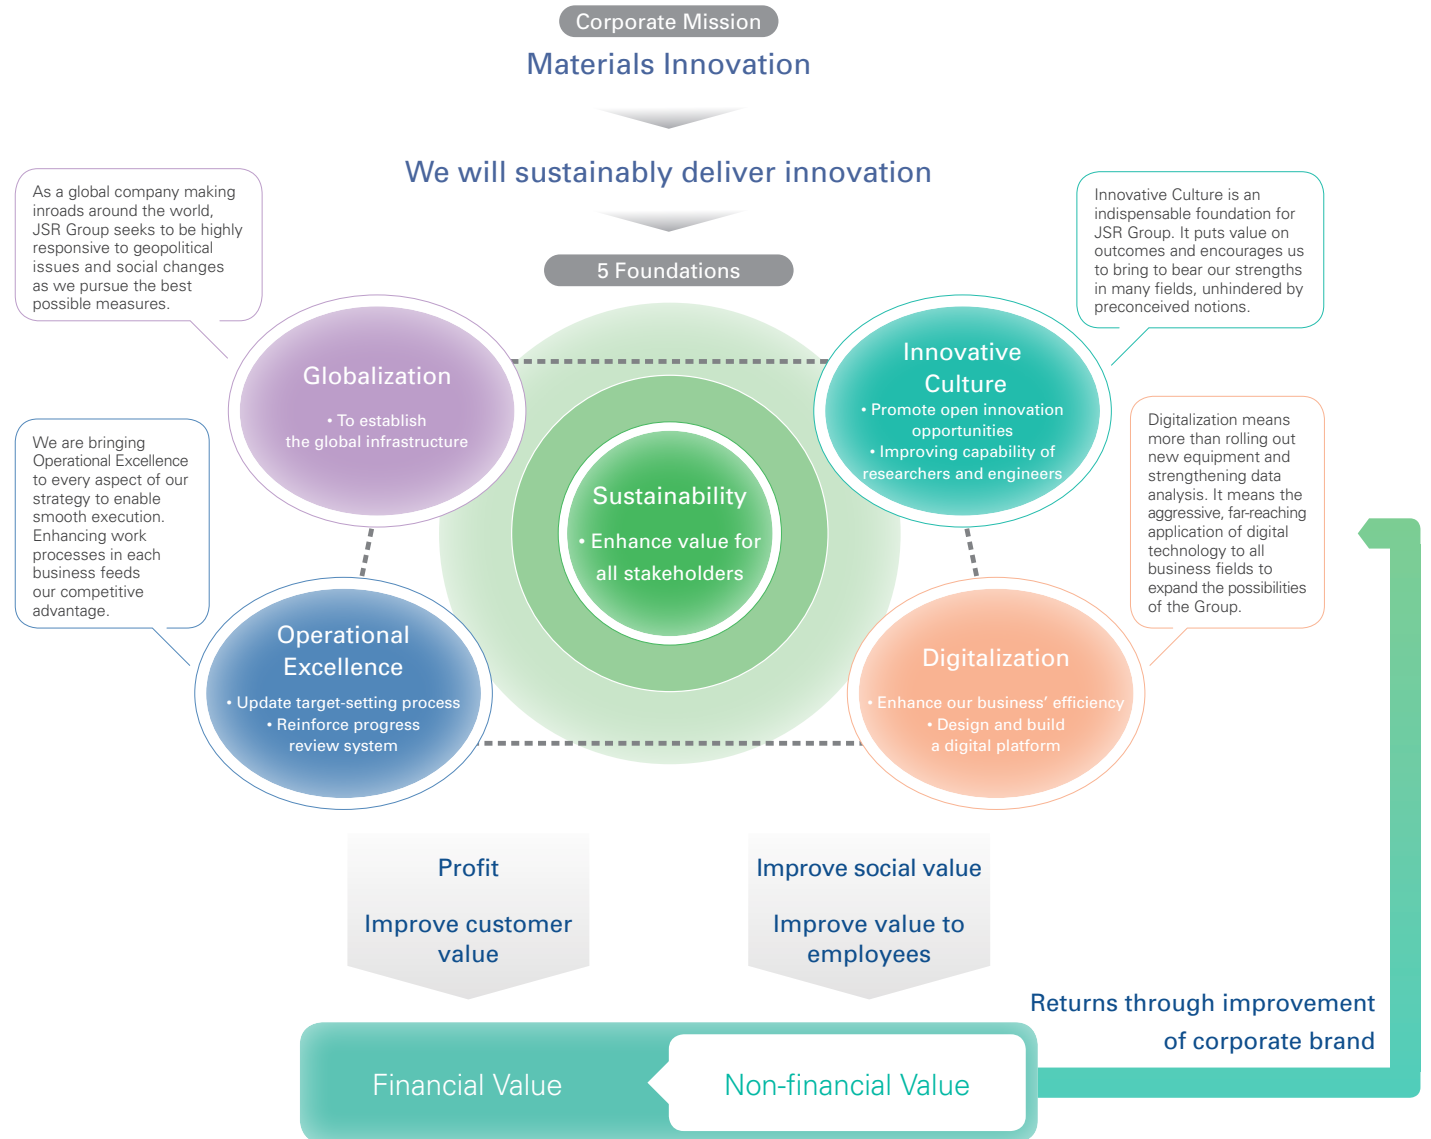 Corporate Mission
Materials Innovation
We will sustainably deliver innovation
5 Foundations
As a global company making
inroads around the world,
JSR Group seeks to be highly
responsive to geopolitical
issues and social changes
as we pursue the best
possible measures.
Globalization
• To establish
the global infrastructure
Innovative Culture is an
indispensable foundation for
JSR Group. It puts value on
outcomes and encourages us
to bring to bear our strengths
in many fields, unhindered by
preconceived notions.
Innovative
Culture
• Promote open innovation
opportunities
• Improving capability of
researchers and engineers
Sustainability
• Enhance value for
all stakeholders
We are bringing
Operational Excellence
to every aspect of our
strategy to enable
smooth execution.
Enhancing work
processes in each
business feeds
our competitive
advantage.
Operational
Excellence
• Update target-setting process
• Reinforce progress
review system
Digitalization means
more than rolling out
new equipment and
strengthening data
analysis. It means the
aggressive, far-reaching
application of digital
technology to all
business fields to
expand the possibilities
of the Group.
Digitalization
• Enhance our business’ efficiency
• Design and build
a digital platform
Profit
Improve customer
value
Improve social value
Improve value to
employees
Returns through improvement
of corporate brand
Financial Value
Non-financial Value